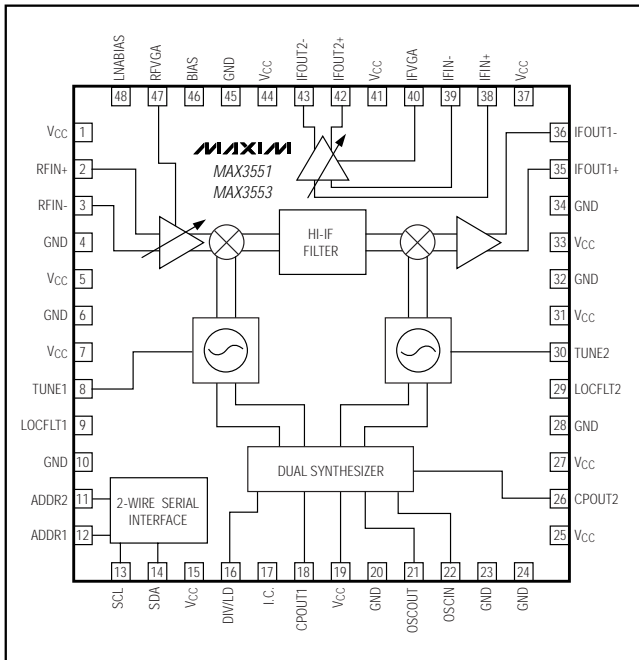 LNABIAS
RFVGA
BIAS
GND
VCC
IFOUT2-
IFOUT2+
VCC
IFVGA
IFIN-
IFIN+
VCC
48 47 46 45 44 43 42 41 40 39 38 37
VCC 1
RFIN+ 2
RFIN- 3
GND 4
VCC 5
GND 6
VCC 7
TUNE1 8
LOCFLT1 9
GND 10
ADDR2 11
ADDR1 12
MAXIM
MAX3551
MAX3553
HI-IF
FILTER
DUAL SYNTHESIZER
2-WIRE SERIAL
INTERFACE
36 IFOUT1-
35 IFOUT1+
34 GND
33 VCC
32 GND
31 VCC
30 TUNE2
29 LOCFLT2
28 GND
27 VCC
26 CPOUT2
25 VCC
13 14 15 16 17 18 19 20 21 22 23 24
SCL
SDA
VCC
DIV/LD
I.C.
CPOUT1
VCC
GND
OSCOUT
OSCIN
GND
GND